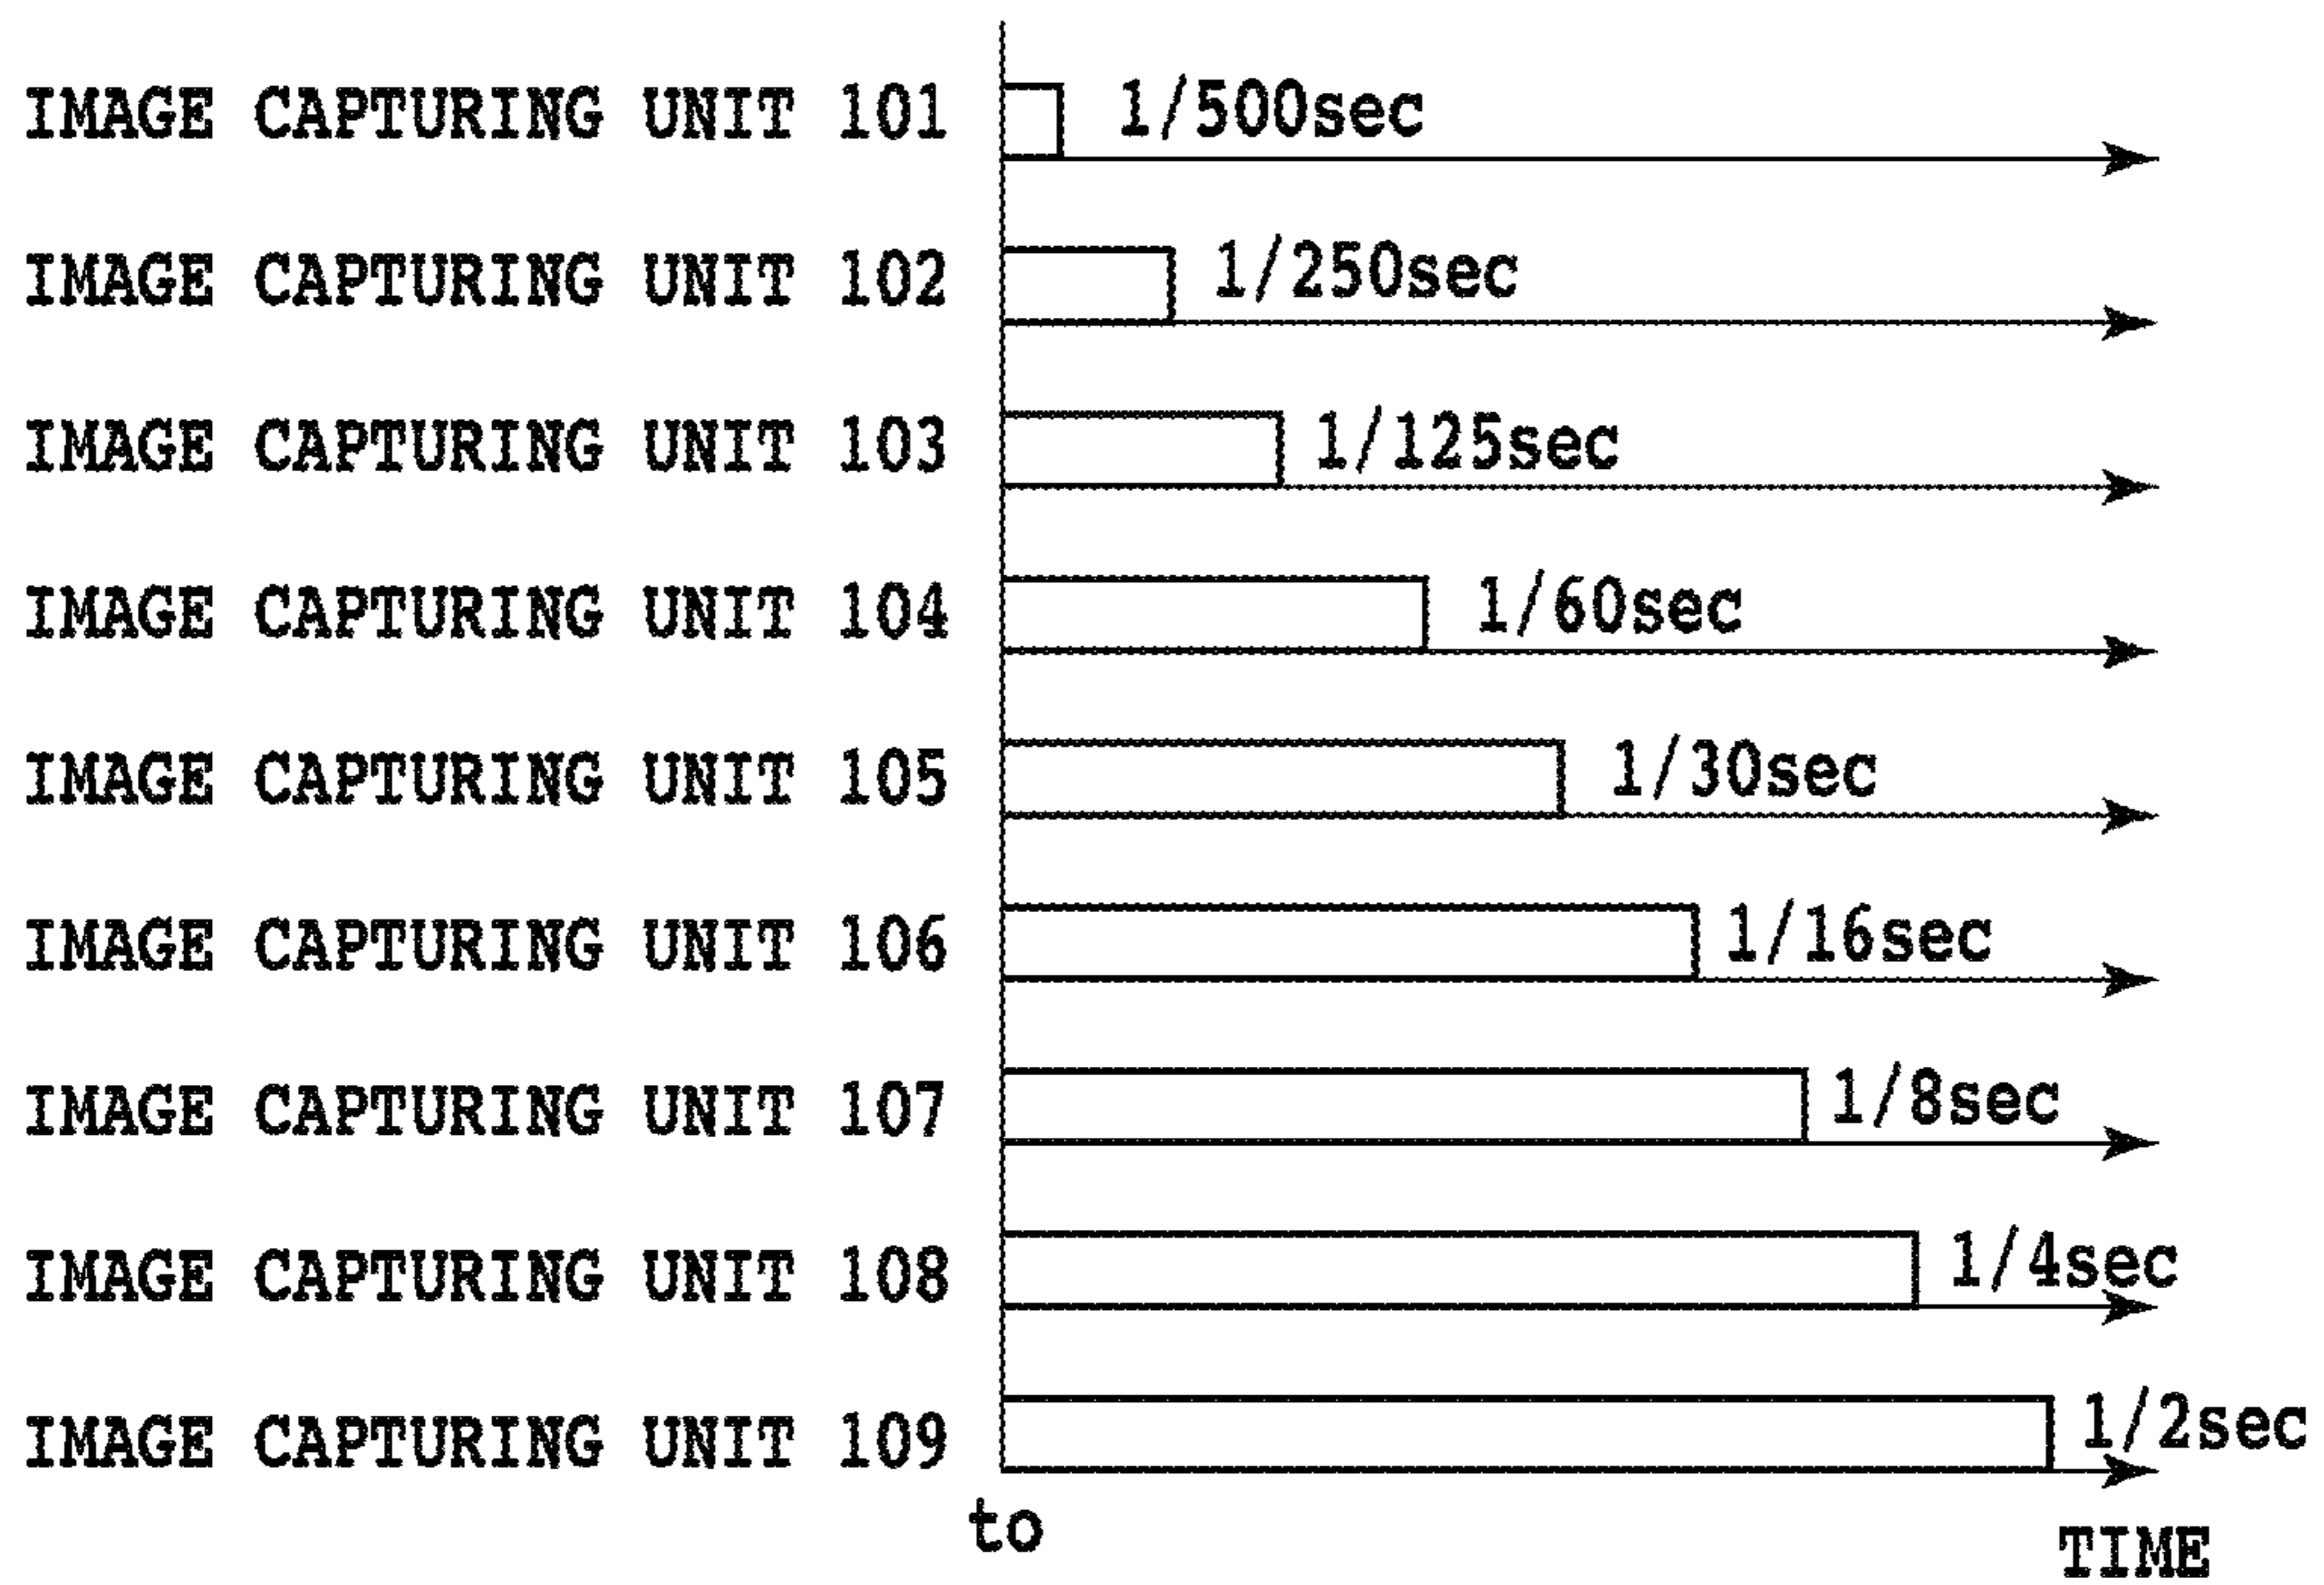 IMAGE CAPTURING UNIT 101 1/500sec
IMAGE CAPTURING UNIT 102 1/250sec
IMAGE CAPTURING UNIT 103 1/125sec
IMAGE CAPTURING UNIT 104 1/60sec
IMAGE CAPTURING UNIT 105 1/30sec
IMAGE CAPTURING UNIT 106 1/16sec
IMAGE CAPTURING UNIT 107 1/8sec
IMAGE CAPTURING UNIT 108 1/4sec
IMAGE CAPTURING UNIT 109 1/2sec
to
TIME